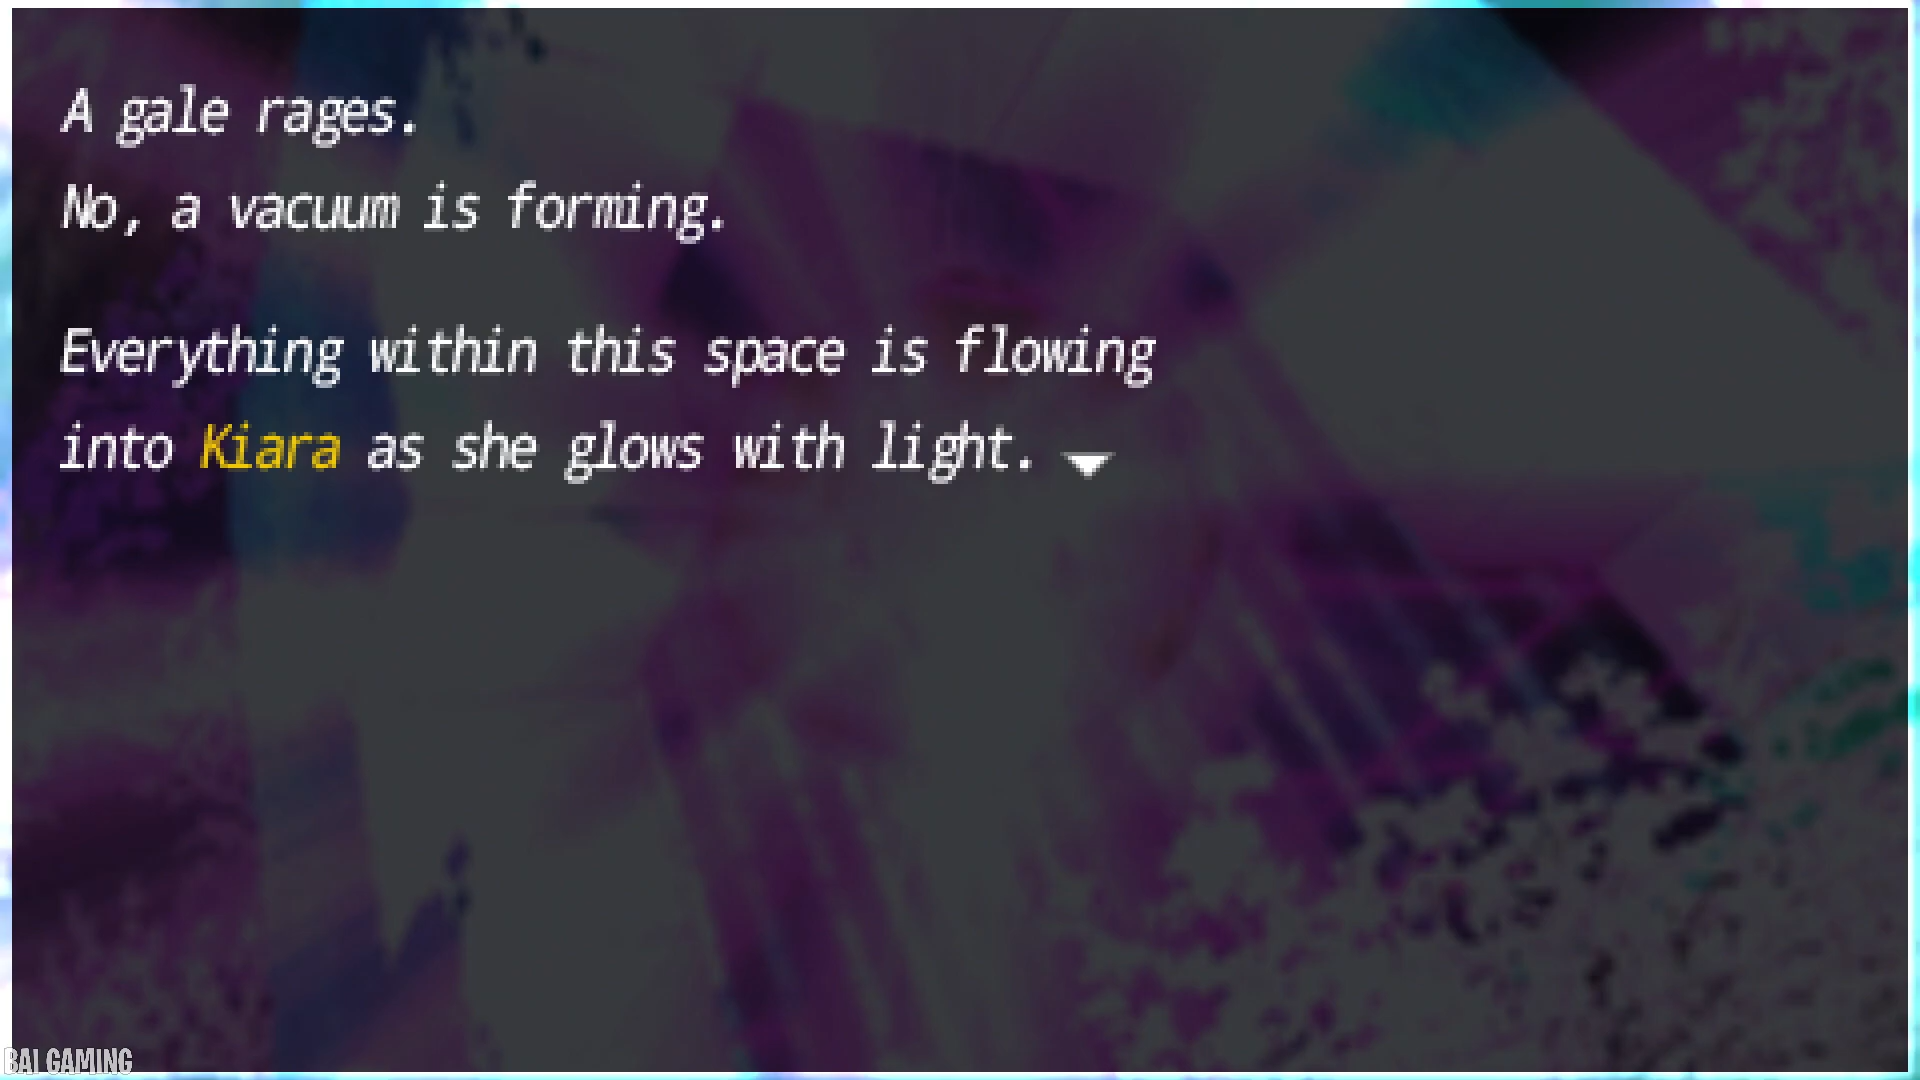 A gale rages.
No, a vacuum is forming.
Everything within this space is flowing
into Kiara as she glows with light.
BAI GAMING